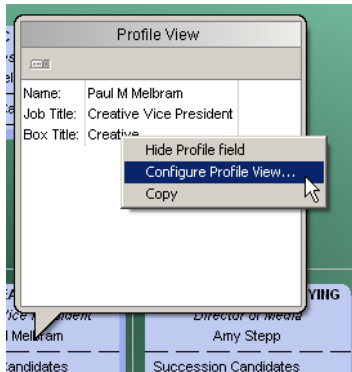 Profile View
Name: Paul M Melbram
Job Title: Creative Vice President
Box Title: Creative
Hide Profile field
Configure Profile View...
Copy
YING
Director of Media
Melbram
Amy Stepp
andidates
Succession Candidates